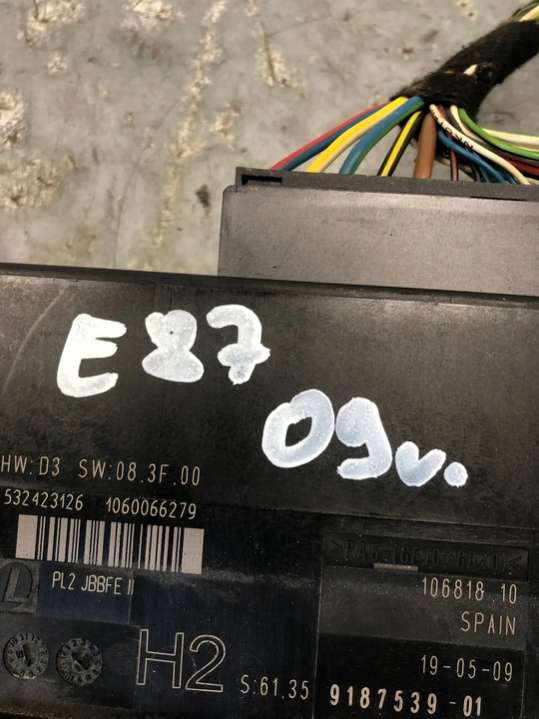 E87
09v.
HW:D3 SW:08.3F.00
532423126 1060066279
PL2 JBBFE II
106818 10
SPAIN
H2
S:61.35
19-05-09
9187539-01